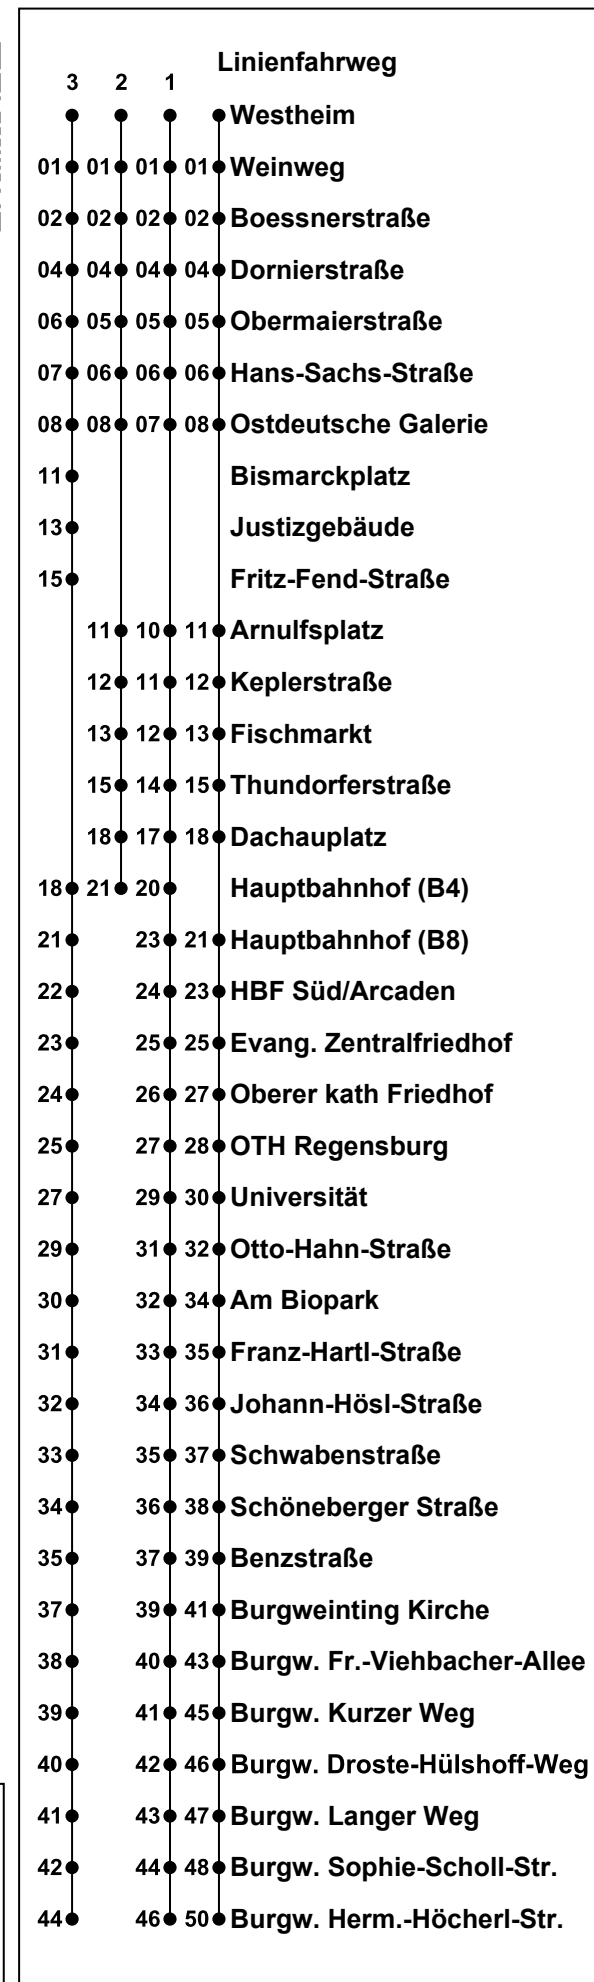 Linienfahrweg
3 2 1
Westheim
01 01 01 01 Weinweg
02 02 02 02 Boessnerstraße
04 04 04 04 Dornierstraße
06 05 05 05 Obermaierstraße
07 06 06 06 Hans-Sachs-Straße
08 08 07 08 Ostdeutsche Galerie
11 Bismarckplatz
13 Justizgebäude
15 Fritz-Fend-Straße
11 10 11 Arnulfsplatz
12 11 12 Keplerstraße
13 12 13 Fischmarkt
15 14 15 Thundorferstraße
18 17 18 Dachauplatz
18 21 20 Hauptbahnhof (B4)
21 23 21 Hauptbahnhof (B8)
22 24 23 HBF Süd/Arcaden
23 25 25 Evang. Zentralfriedhof
24 26 27 Oberer kath Friedhof
25 27 28 OTH Regensburg
27 29 30 Universität
29 31 32 Otto-Hahn-Straße
30 32 34 Am Biopark
31 33 35 Franz-Hartl-Straße
32 34 36 Johann-Hösl-Straße
33 35 37 Schwabenstraße
34 36 38 Schöneberger Straße
35 37 39 Benzstraße
37 39 41 Burgweinting Kirche
38 40 43 Burgw. Fr.-Viehbacher-Allee
39 41 45 Burgw. Kurzer Weg
40 42 46 Burgw. Droste-Hülshoff-Weg
41 43 47 Burgw. Langer Weg
42 44 48 Burgw. Sophie-Scholl-Str.
44 46 50 Burgw. Herm.-Höcherl-Str.